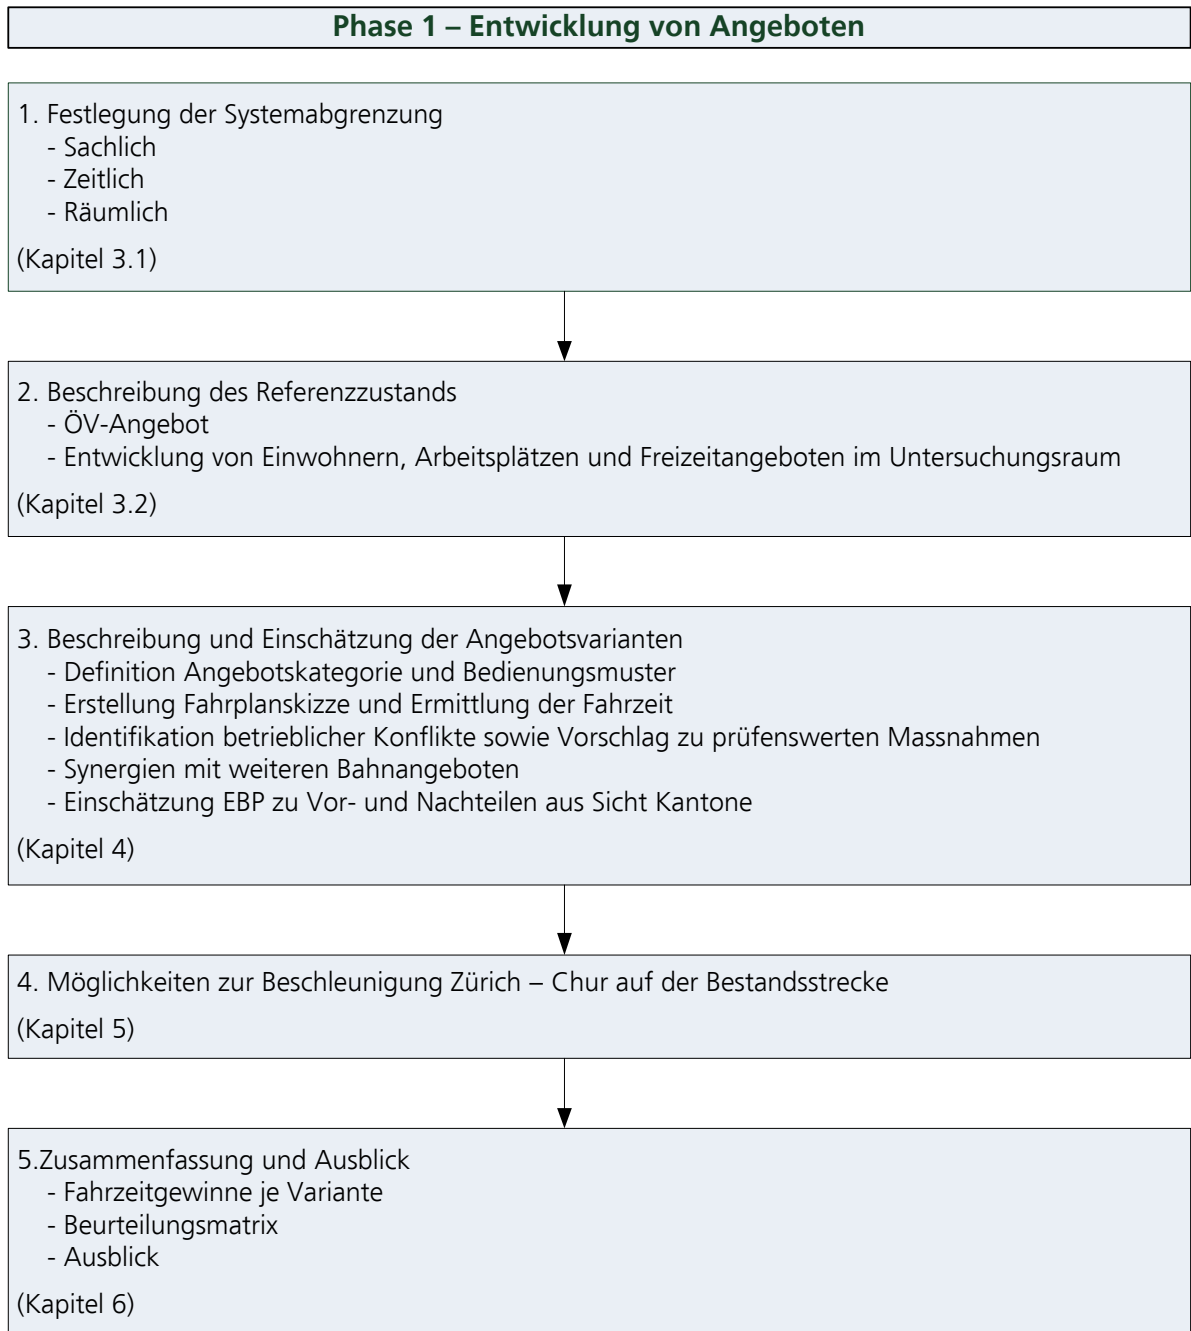 Phase 1 – Entwicklung von Angeboten
1. Festlegung der Systemabgrenzung
- Sachlich
- Zeitlich
- Räumlich
(Kapitel 3.1)
2. Beschreibung des Referenzzustands
- ÖV-Angebot
- Entwicklung von Einwohnern, Arbeitsplätzen und Freizeitangeboten im Untersuchungsraum
(Kapitel 3.2)
3. Beschreibung und Einschätzung der Angebotsvarianten
- Definition Angebotskategorie und Bedienungsmuster
- Erstellung Fahrplanskizze und Ermittlung der Fahrzeit
- Identifikation betrieblicher Konflikte sowie Vorschlag zu prüfenswerten Massnahmen
- Synergien mit weiteren Bahnangeboten
- Einschätzung EBP zu Vor- und Nachteilen aus Sicht Kantone
(Kapitel 4)
4. Möglichkeiten zur Beschleunigung Zürich – Chur auf der Bestandsstrecke
(Kapitel 5)
5.Zusammenfassung und Ausblick
- Fahrzeitgewinne je Variante
- Beurteilungsmatrix
- Ausblick
(Kapitel 6)